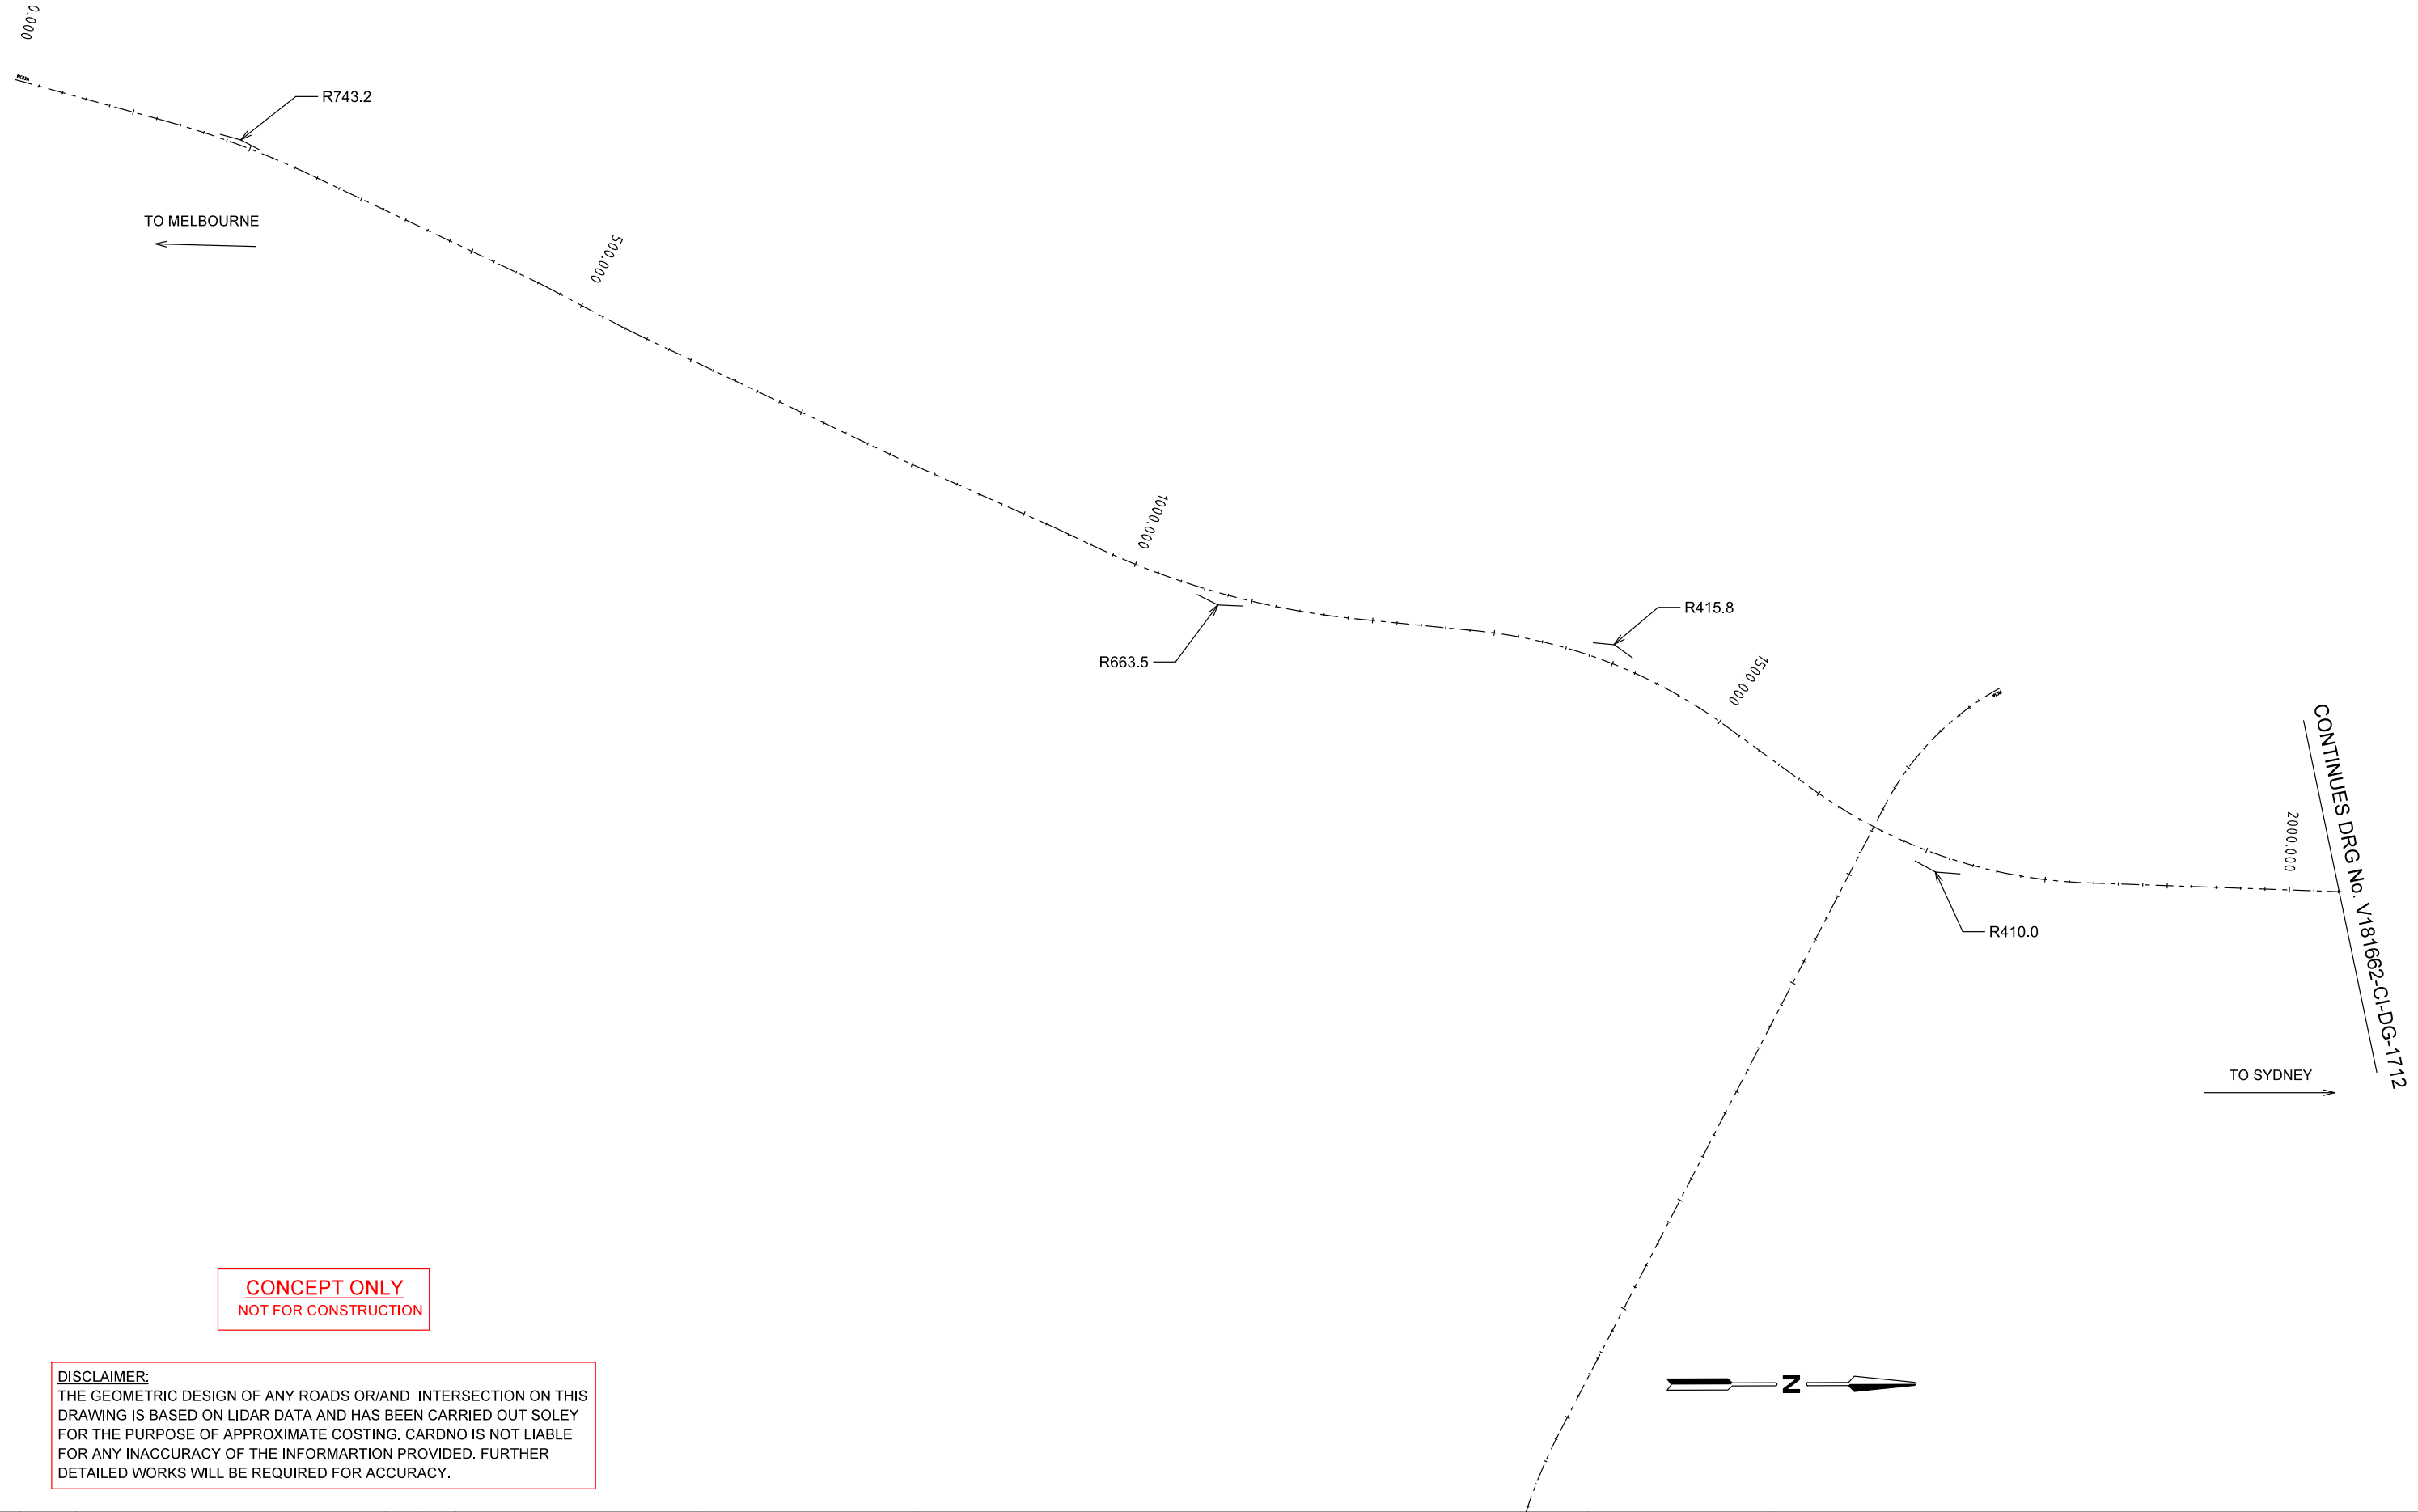 0.000
R743.2
TO MELBOURNE
500.000
1000.000
R415.8
R663.5
1500.000
CONTINUES DRG No. V181662-CI-DG-1712
2000.000
R410.0
TO SYDNEY
CONCEPT ONLY
NOT FOR CONSTRUCTION
N
DISCLAIMER:
THE GEOMETRIC DESIGN OF ANY ROADS OR/AND INTERSECTION ON THIS
DRAWING IS BASED ON LIDAR DATA AND HAS BEEN CARRIED OUT SOLEY
FOR THE PURPOSE OF APPROXIMATE COSTING. CARDNO IS NOT LIABLE
FOR ANY INACCURACY OF THE INFORMARTION PROVIDED. FURTHER
DETAILED WORKS WILL BE REQUIRED FOR ACCURACY.